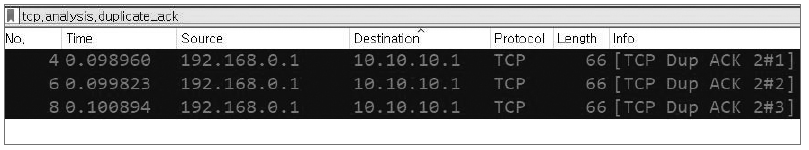 tcp.analysis.duplicate_ack
No. Time Source Destination Protocol Length Info
4 0.098960 192.168.0.1 10.10.10.1 TCP 66 [TCP Dup ACK 2#1]
6 0.099823 192.168.0.1 10.10.10.1 TCP 66 [TCP Dup ACK 2#2]
8 0.100894 192.168.0.1 10.10.10.1 TCP 66 [TCP Dup ACK 2#3]